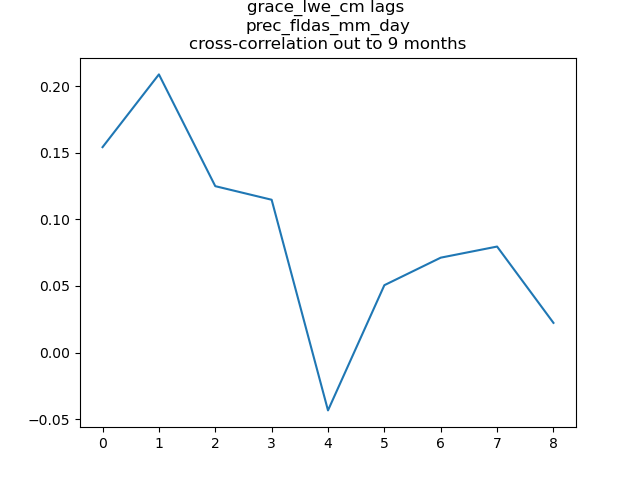 grace_lwe_cm lags
prec_fldas_mm_day
cross-correlation out to 9 months
0.20
0.15
0.10
0.05
0.00
−0.05
0 1 2 3 4 5 6 7 8